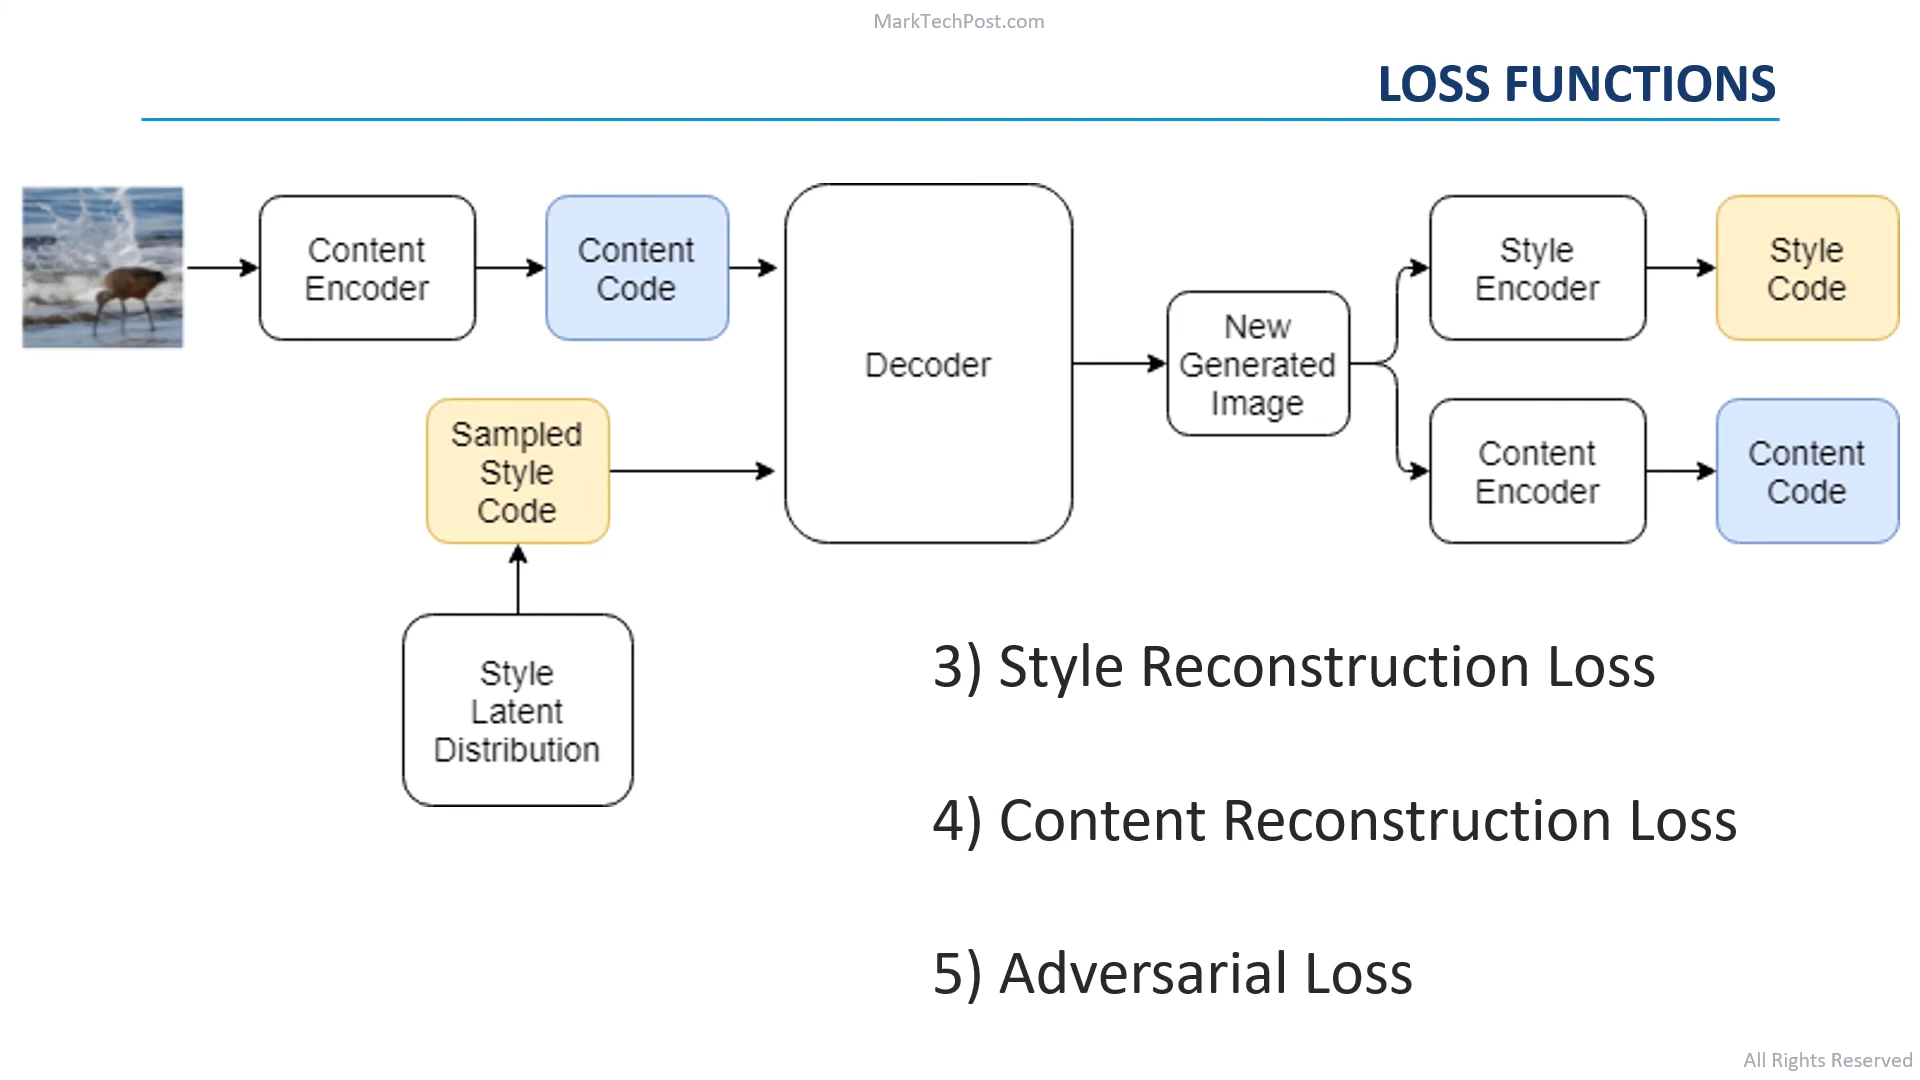 MarkTechPost.com
LOSS FUNCTIONS
Content
Encoder
Content
Code
Sampled
Style
Code
Style
Latent
Distribution
Decoder
New
Generated
Image
Style
Encoder
Style
Code
Content
Encoder
Content
Code
3) Style Reconstruction Loss
4) Content Reconstruction Loss
5) Adversarial Loss
All Rights Reserved